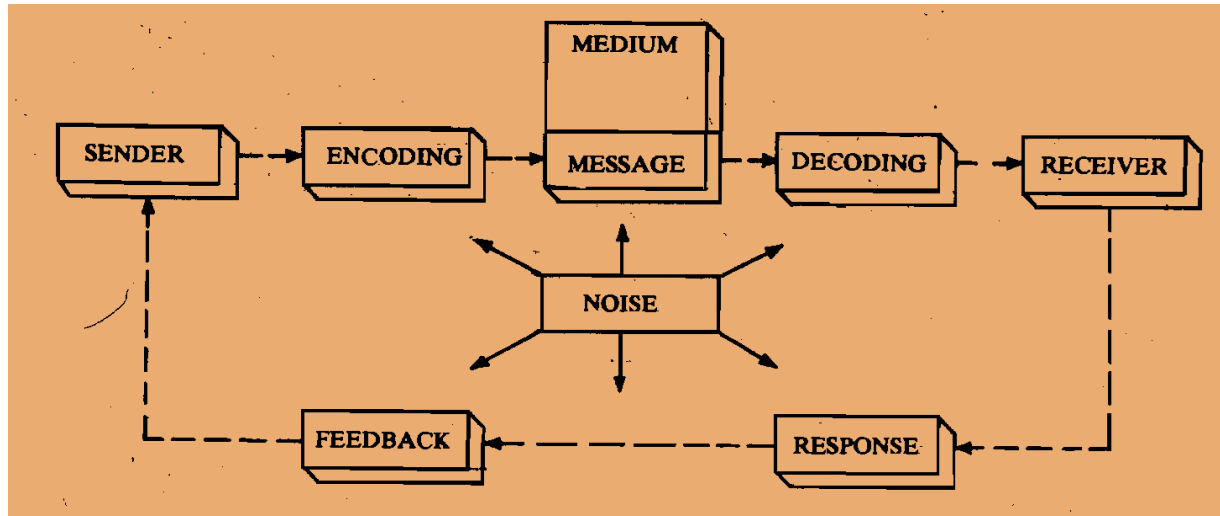 MEDIUM
SENDER
ENCODING
MESSAGE
DECODING
RECEIVER
NOISE
FEEDBACK
RESPONSE